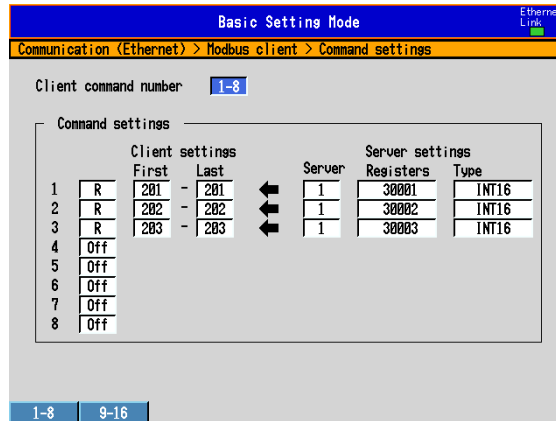 Basic Setting Mode
Etherne
Link
Communication (Ethernet) > Modbus client > Command settings
Client command number 1-8
Command settings
Client settings Server settings
First Last Server Registers Type
1 R 201 - 201 1 30001 INT16
2 R 202 - 202 1 30002 INT16
3 R 203 - 203 1 30003 INT16
4 Off
5 Off
6 Off
7 Off
8 Off
1-8 9-16